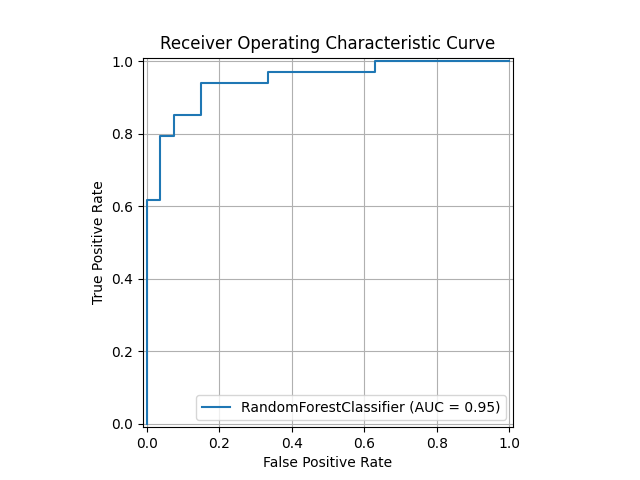 Receiver Operating Characteristic Curve
1.0
0.8
0.6
0.4
0.2
0.0
True Positive Rate
RandomForestClassifier (AUC = 0.95)
0.0 0.2 0.4 0.6 0.8 1.0
False Positive Rate